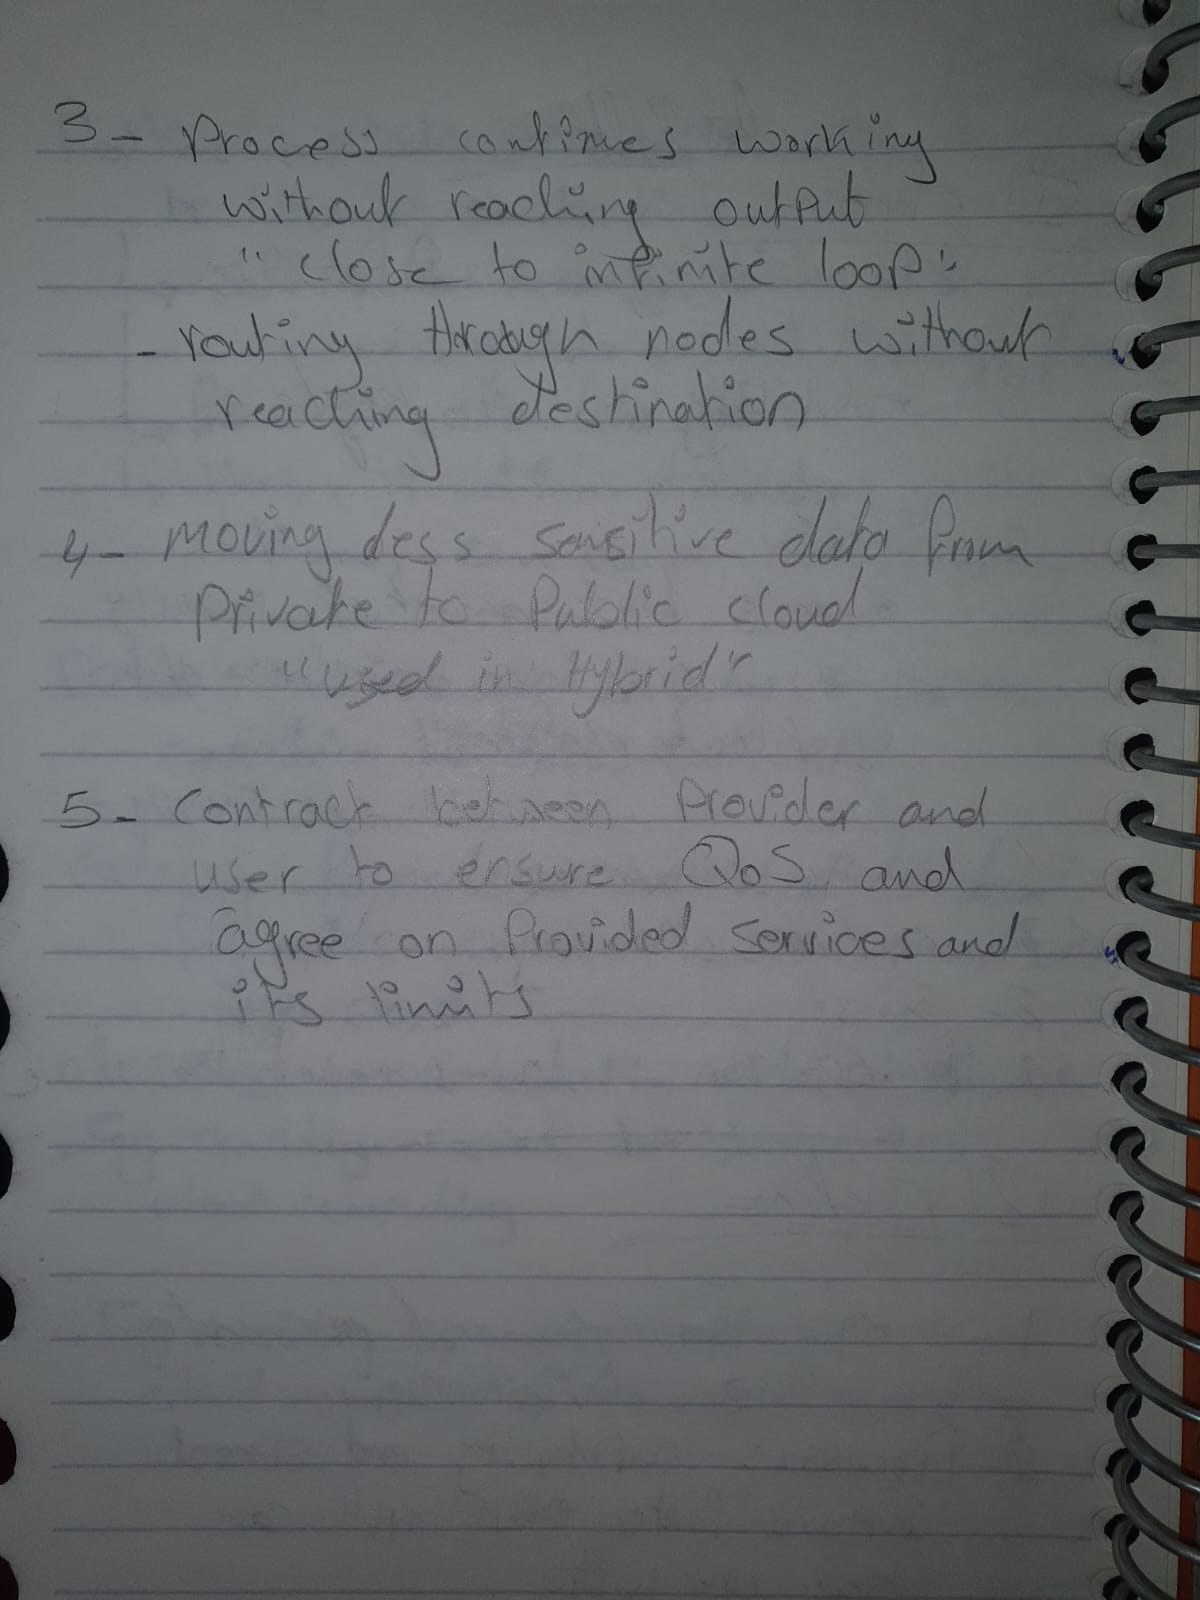 3- Process continues working
without reaching output
"close to infinite loop"
- routing through nodes without
reaching destination
4- Moving less sensitive data from
private to Public cloud
"used in Hybrid"
5- Contract between Provider and
user to ensure QoS and
agree on Provided Services and
its limits